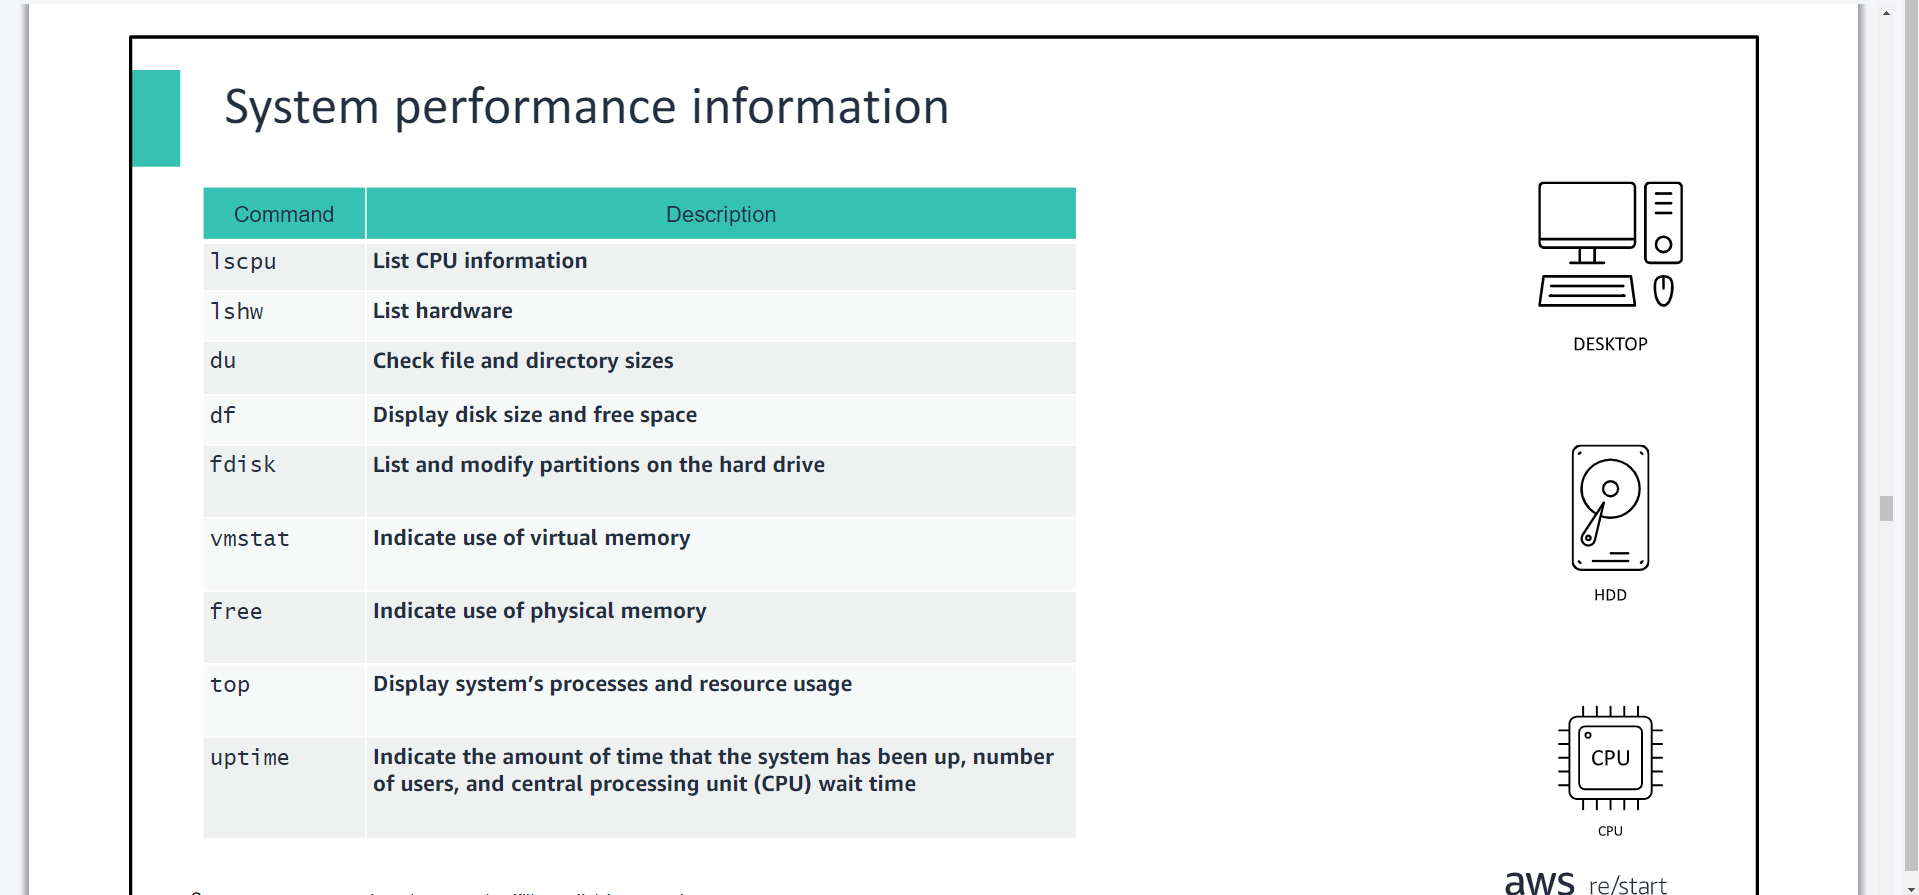 System performance information
Command Description
lscpu List CPU information
lshw List hardware
du Check file and directory sizes
df Display disk size and free space
fdisk List and modify partitions on the hard drive
vmstat Indicate use of virtual memory
free Indicate use of physical memory
top Display system’s processes and resource usage
uptime Indicate the amount of time that the system has been up, number
of users, and central processing unit (CPU) wait time
DESKTOP
HDD
CPU
CPU
aws re/start